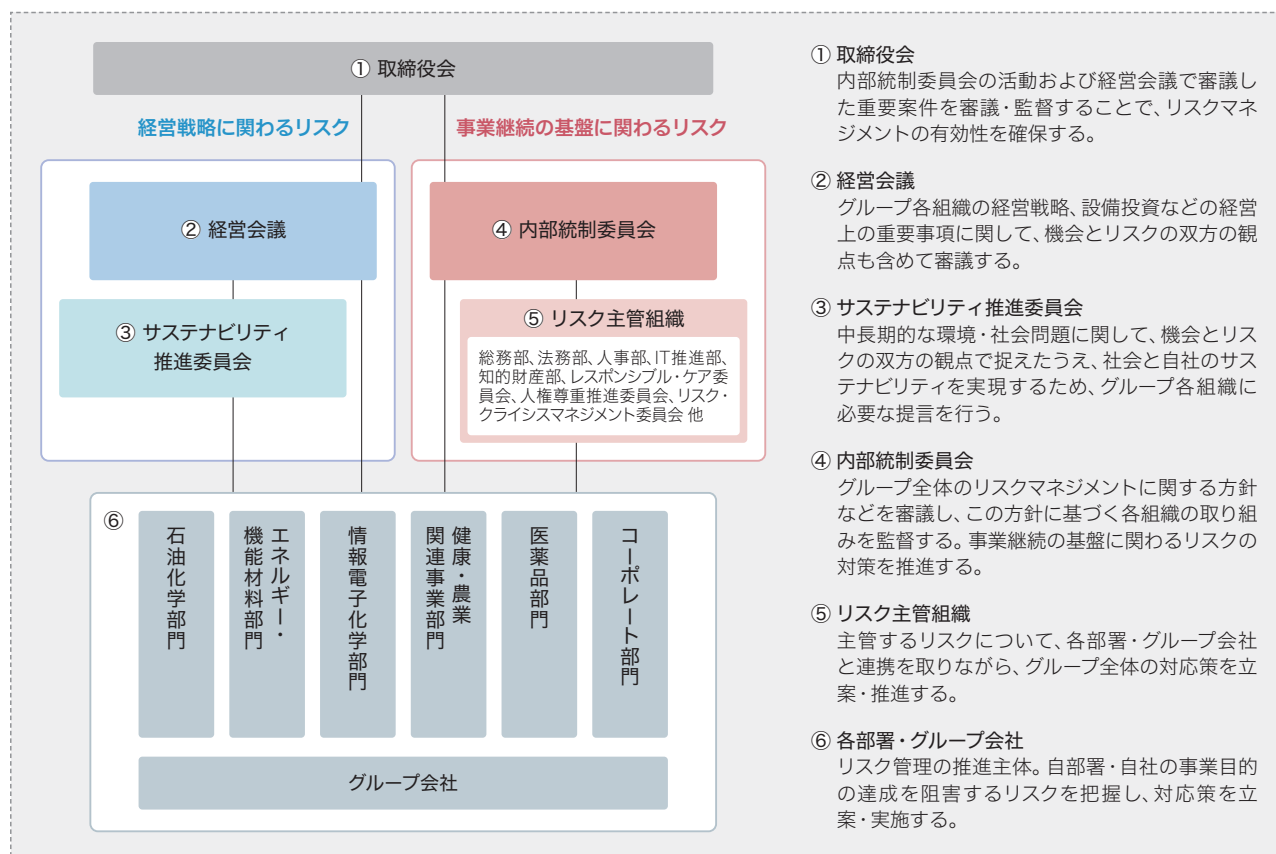 ① 取締役会
経営戦略に関わるリスク
事業継続の基盤に関わるリスク
② 経営会議
③ サステナビリティ
推進委員会
④ 内部統制委員会
⑤ リスク主管組織
総務部、法務部、人事部、IT推進部、
知的財産部、レスポンシブル・ケア委
員会、人権尊重推進委員会、リスク・
クライシスマネジメント委員会 他
⑥
石油化学部門
エネルギー・
機能材料部門
情報電子化学部門
健康・農業
関連事業部門
医薬品部門
コーポレート部門
グループ会社
① 取締役会
内部統制委員会の活動および経営会議で審議し
た重要案件を審議・監督することで、リスクマネ
ジメントの有効性を確保する。
② 経営会議
グループ各組織の経営戦略、設備投資などの経営
上の重要事項に関して、機会とリスクの双方の観
点も含めて審議する。
③ サステナビリティ推進委員会
中長期的な環境・社会問題に関して、機会とリス
クの双方の観点で捉えたうえ、社会と自社のサス
テナビリティを実現するため、グループ各組織に
必要な提言を行う。
④ 内部統制委員会
グループ全体のリスクマネジメントに関する方針
などを審議し、この方針に基づく各組織の取り組
みを監督する。事業継続の基盤に関わるリスクの
対策を推進する。
⑤ リスク主管組織
主管するリスクについて、各部署・グループ会社
と連携を取りながら、グループ全体の対応策を立
案・推進する。
⑥ 各部署・グループ会社
リスク管理の推進主体。自部署・自社の事業目的
の達成を阻害するリスクを把握し、対応策を立
案・実施する。